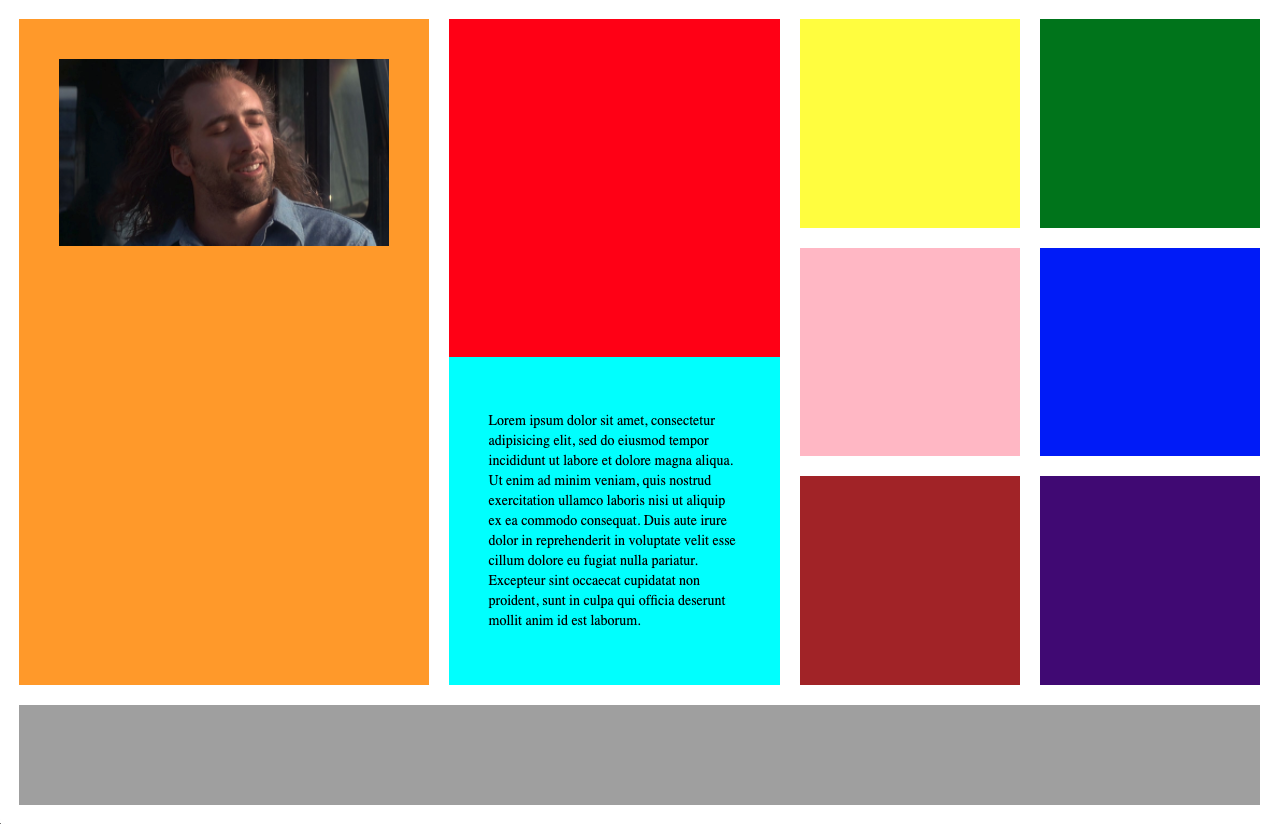 Lorem ipsum dolor sit amet, consectetur
adipisicing elit, sed do eiusmod tempor
incididunt ut labore et dolore magna aliqua.
Ut enim ad minim veniam, quis nostrud
exercitation ullamco laboris nisi ut aliquip
ex ea commodo consequat. Duis aute irure
dolor in reprehenderit in voluptate velit esse
cillum dolore eu fugiat nulla pariatur.
Excepteur sint occaecat cupidatat non
proident, sunt in culpa qui officia deserunt
mollit anim id est laborum.